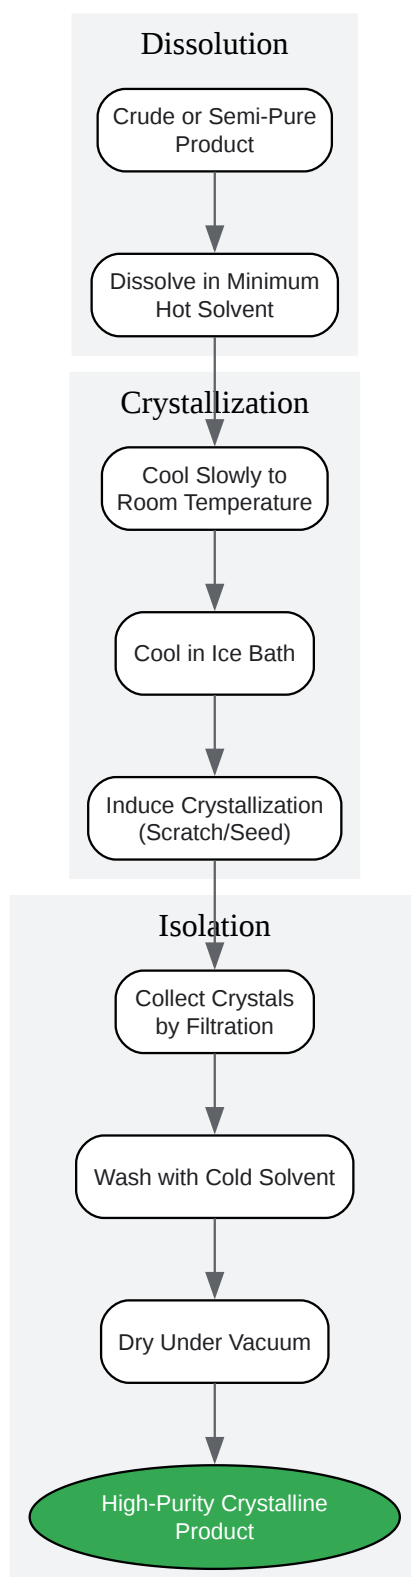 Dissolution
Crude or Semi-Pure
Product
Dissolve in Minimum
Hot Solvent
Crystallization
Cool Slowly to
Room Temperature
Cool in Ice Bath
Induce Crystallization
(Scratch/Seed)
Isolation
Collect Crystals
by Filtration
Wash with Cold Solvent
Dry Under Vacuum
High-Purity Crystalline
Product